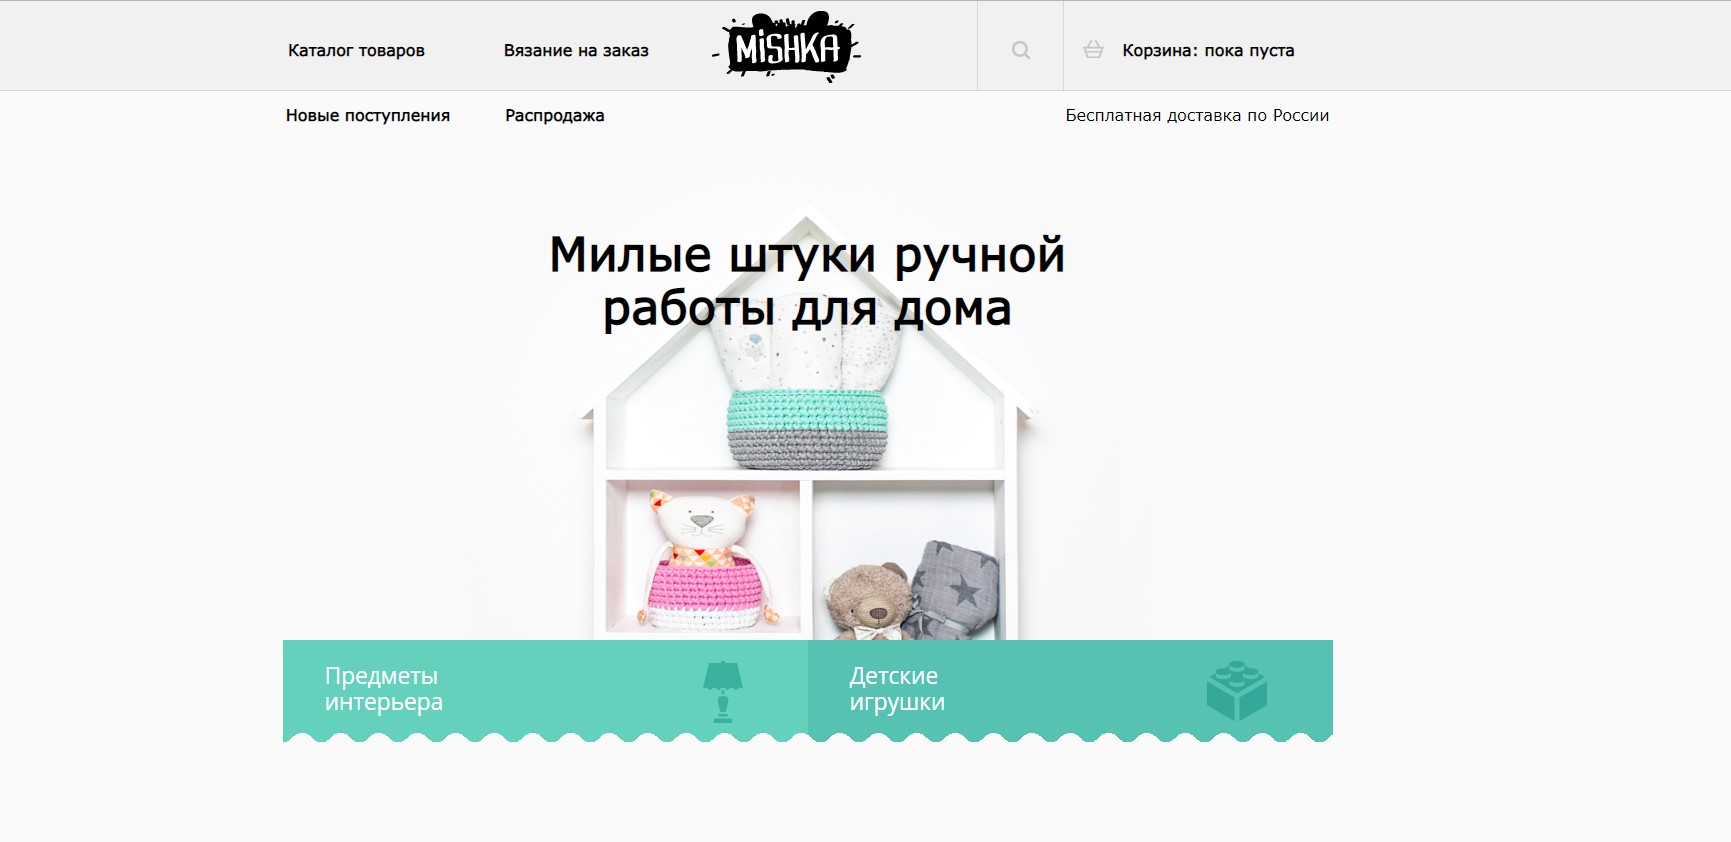 Каталог товаров
Вязание на заказ
MiSHKA
Корзина: пока пуста
Новые поступления
Распродажа
Бесплатная доставка по России
Милые штуки ручной
работы для дома
Предметы
интерьера
Детские
игрушки